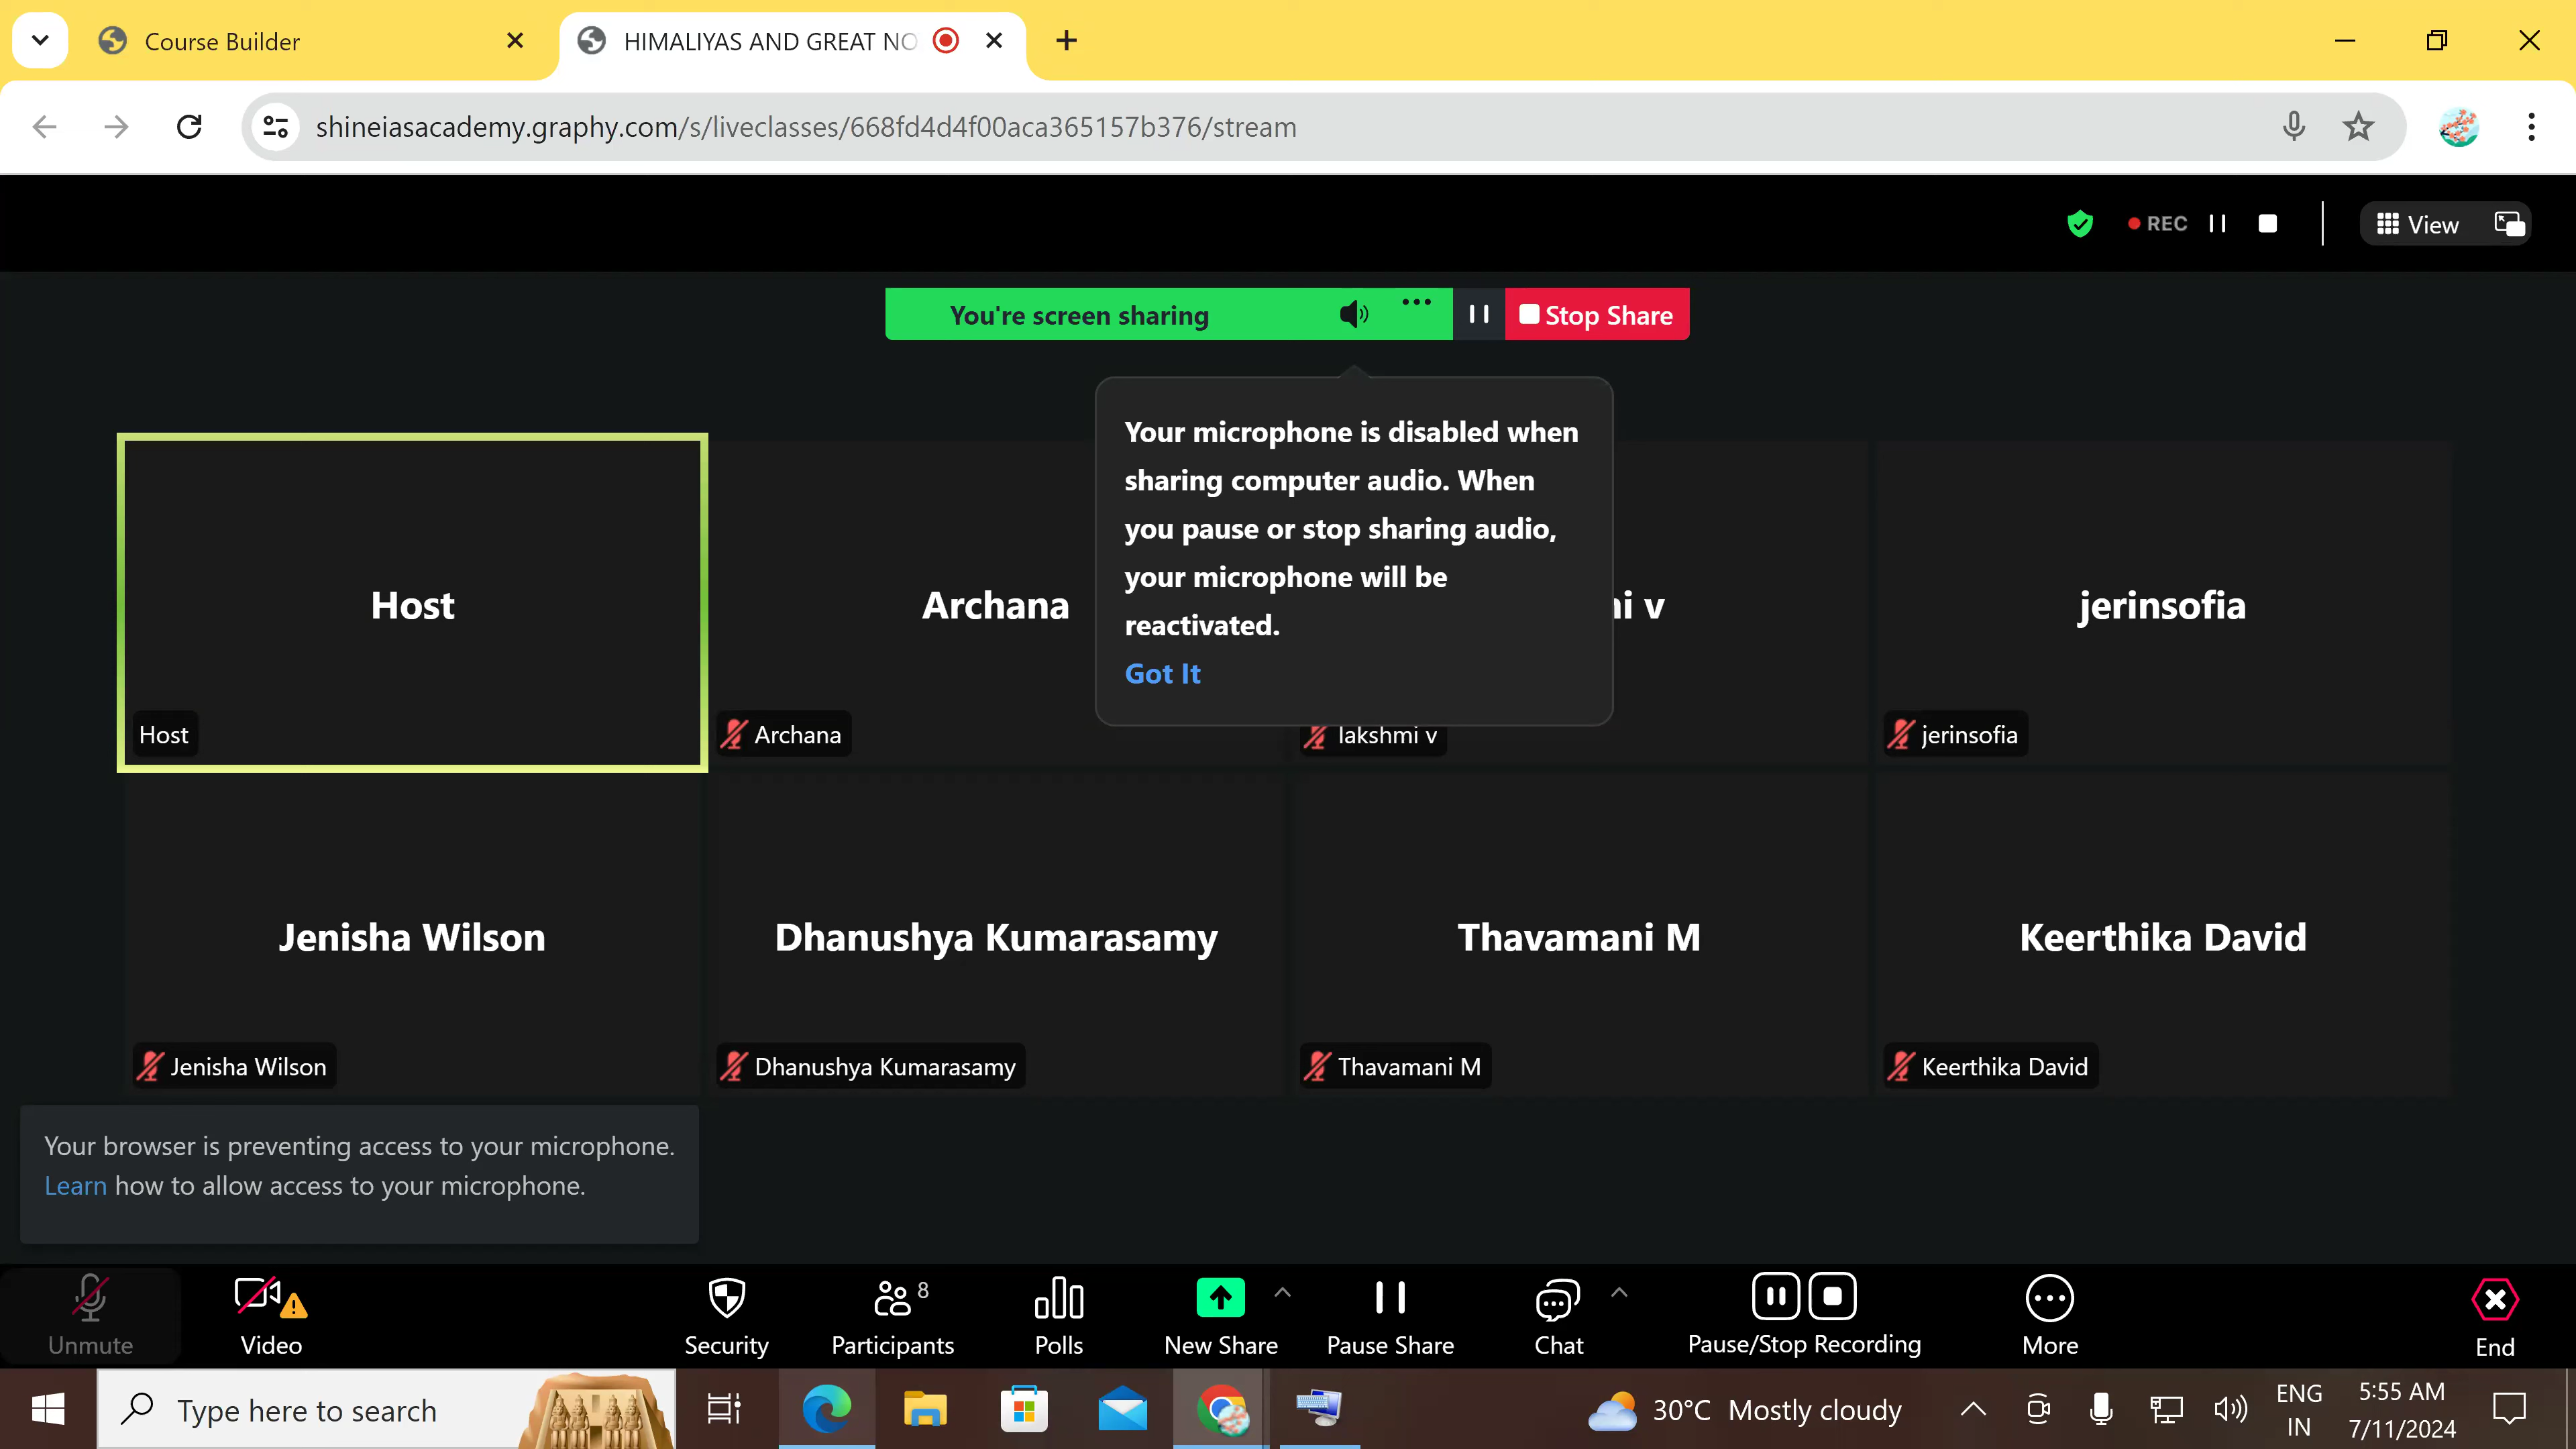 Course Builder
HIMALIYAS AND GREAT NO
shineiasacademy.graphy.com/s/liveclasses/668fd4d4f00aca365157b376/stream
REC
View
You're screen sharing
Stop Share
Your microphone is disabled when
sharing computer audio. When
you pause or stop sharing audio,
your microphone will be
reactivated.
Got It
Host
Archana
i v
jerinsofia
Host
Archana
lakshmi v
jerinsofia
Jenisha Wilson
Dhanushya Kumarasamy
Thavamani M
Keerthika David
Jenisha Wilson
Dhanushya Kumarasamy
Thavamani M
Keerthika David
Your browser is preventing access to your microphone.
Learn how to allow access to your microphone.
Unmute
Video
Security
8
Participants
Polls
New Share
Pause Share
Chat
Pause/Stop Recording
More
End
Type here to search
30°C Mostly cloudy
ENG
IN
5:55 AM
7/11/2024